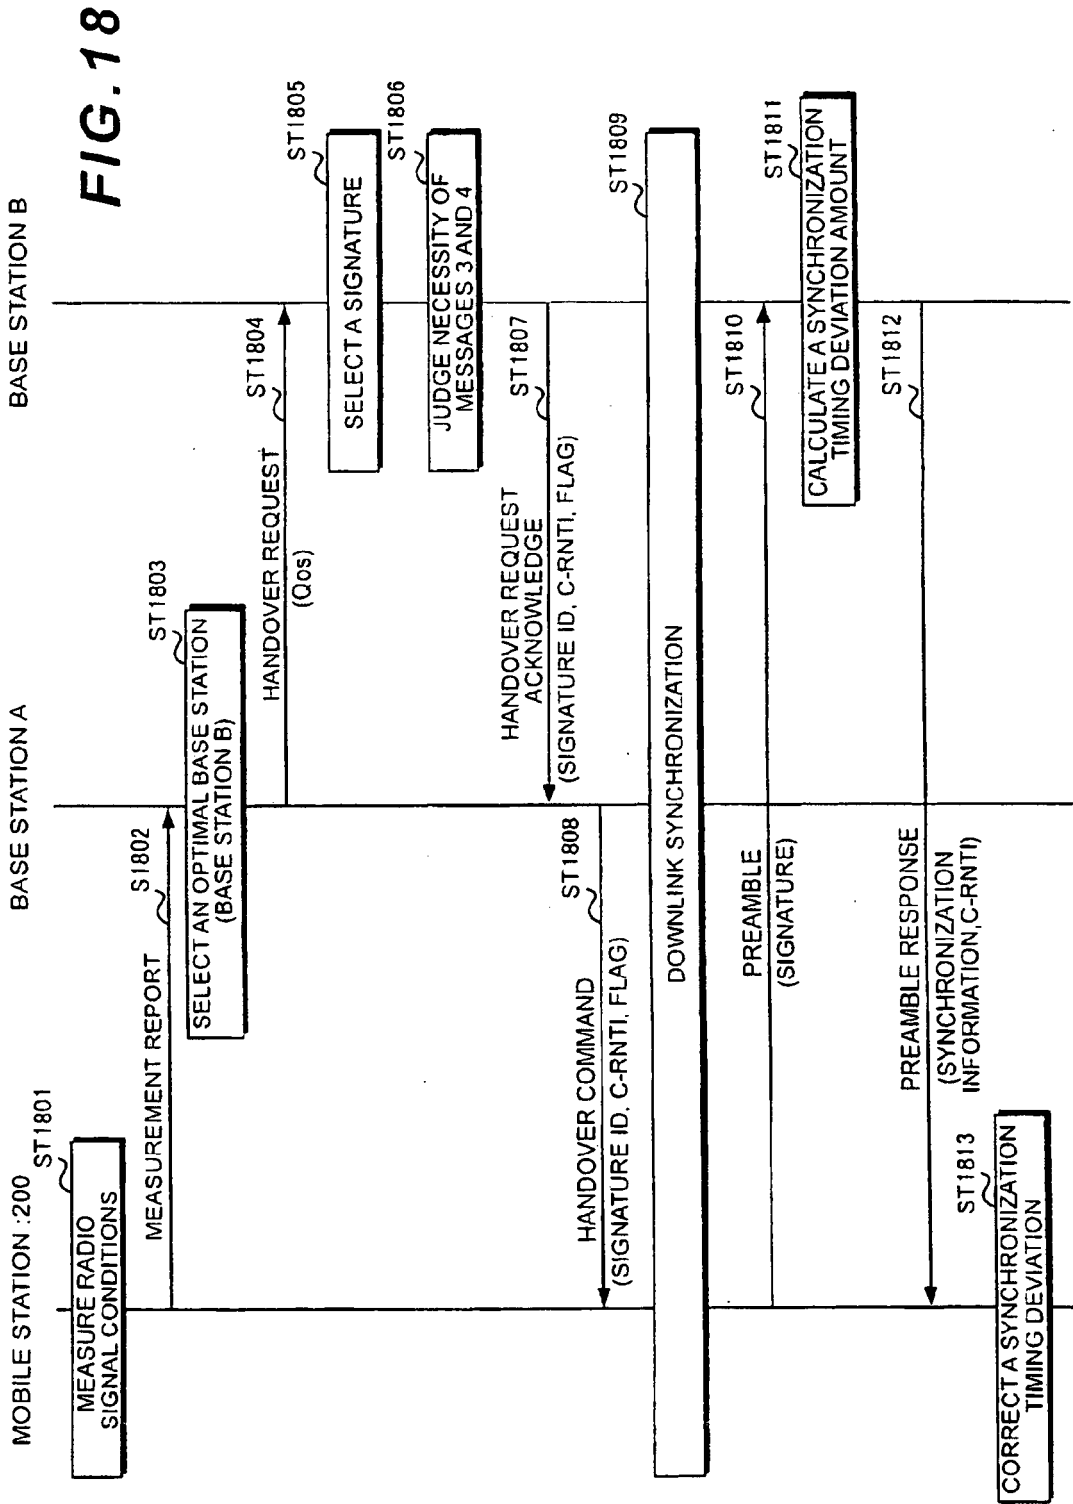 FIG.18
MOBILE STATION :200
BASE STATION A
BASE STATION B
ST1801
MEASURE RADIO
SIGNAL CONDITIONS
S1802
MEASUREMENT REPORT
ST1803
SELECT AN OPTIMAL BASE STATION
(BASE STATION B)
ST1804
HANDOVER REQUEST
(Qos)
ST1805
SELECT A SIGNATURE
ST1806
JUDGE NECESSITY OF
MESSAGES 3 AND 4
ST1807
HANDOVER REQUEST
ACKNOWLEDGE
(SIGNATURE ID, C-RNTI, FLAG)
ST1808
HANDOVER COMMAND
(SIGNATURE ID, C-RNTI, FLAG)
ST1809
DOWNLINK SYNCHRONIZATION
ST1810
PREAMBLE
(SIGNATURE)
ST1811
CALCULATE A SYNCHRONIZATION
TIMING DEVIATION AMOUNT
ST1812
PREAMBLE RESPONSE
(SYNCHRONIZATION
INFORMATION,C-RNTI)
ST1813
CORRECT A SYNCHRONIZATION
TIMING DEVIATION